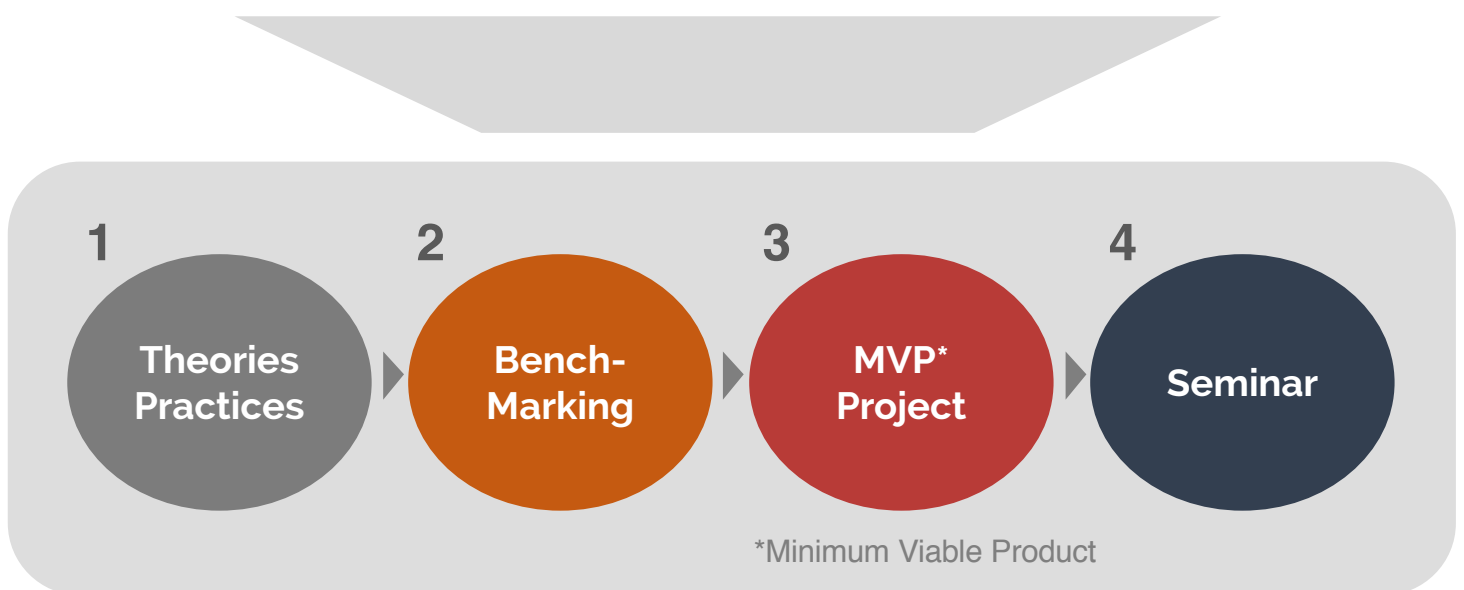 1
2
3
4
Theories
Practices
Bench-
Marking
MVP*
Project
Seminar
*Minimum Viable Product